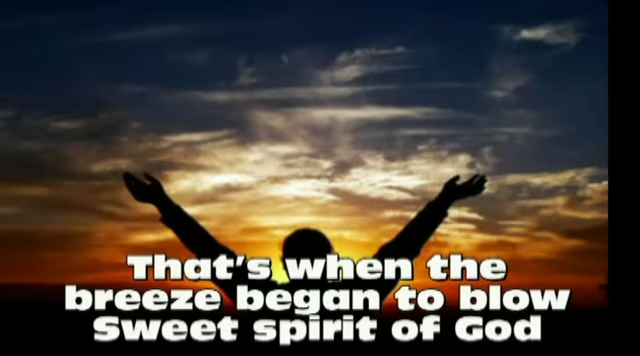 That's when the
breeze began to blow
Sweet spirit of God